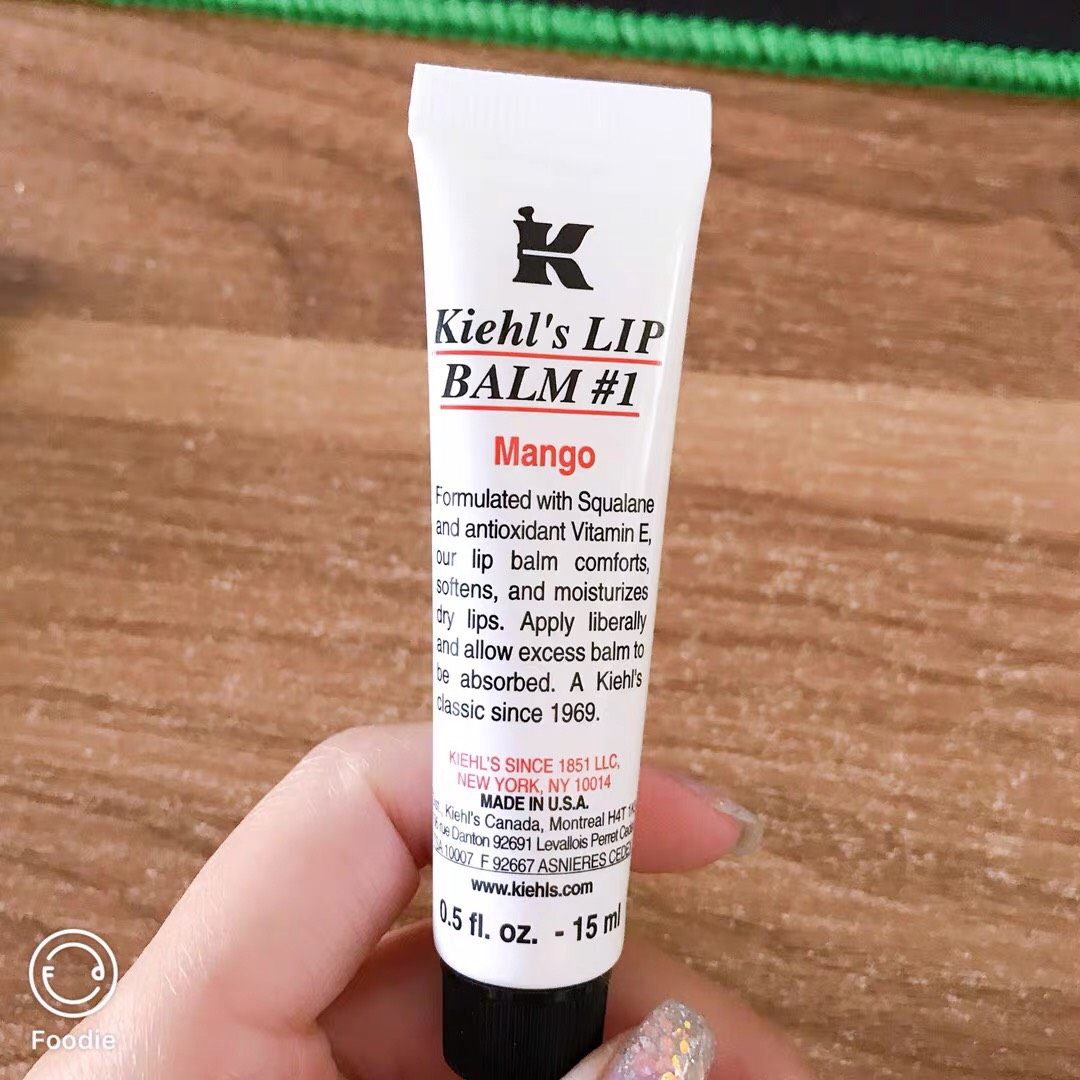 K
Kiehl's LIP
BALM #1
Mango
Formulated with Squalane
and antioxidant Vitamin E,
our lip balm comforts,
softens, and moisturizes
dry lips. Apply liberally
and allow excess balm to
be absorbed. A Kiehl's
classic since 1969.
KIEHL'S SINCE 1851 LLC,
NEW YORK, NY 10014
MADE IN U.S.A.
Kiehl's Canada, Montreal H4T
rue Danton 92691 Levallois Perret
10007 F 92667 ASNIERES CEDEX
www.kiehls.com
0.5 fl. oz. - 15 ml
F d
Foodie